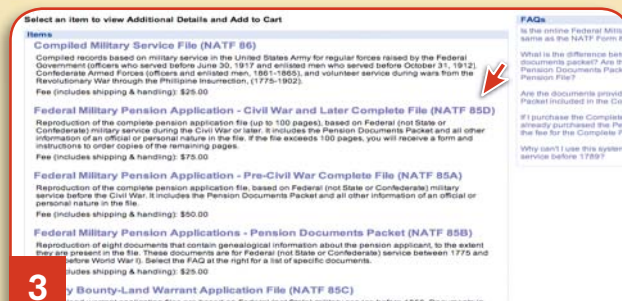 Select an item to view Additional Details and Add to Cart
Items
Compiled Military Service File (NATF 86)
Compiled records based on military service in the United States Army for regular forces raised by the Federal
Government (officers who served before June 30, 1917 and enlisted men who served before October 31, 1912),
Confederate Armed Forces (officers and enlisted men, 1861-1865), and volunteer service during wars from the
Revolutionary War through the Philippine Insurrection, (1775-1902).
Fee (includes shipping & handling): $25.00
Federal Military Pension Application - Civil War and Later Complete File (NATF 85D)
Reproduction of the complete pension application file (up to 100 pages), based on Federal (not State or
Confederate) military service during the Civil War or later. It includes the Pension Documents Packet and all other
information of an official or personal nature in the file. If the file exceeds 100 pages, you will receive a form and
instructions to order copies of the remaining pages.
Fee (includes shipping & handling): $75.00
Federal Military Pension Application - Pre-Civil War Complete File (NATF 85A)
Reproduction of the complete pension application file, based on Federal (not State or Confederate) military
service before the Civil War. It includes the Pension Documents Packet and all other information of an official or
personal nature in the file.
Fee (includes shipping & handling): $50.00
Federal Military Pension Applications - Pension Documents Packet (NATF 85B)
Reproduction of eight documents that contain genealogical information about the pension applicant, to the extent
they are present in the file. These documents are for Federal (not State or Confederate) service between 1775 and
before World War I). Select the FAQ at the right for a list of specific documents.
shipping & handling): $25.00
Bounty-Land Warrant Application File (NATF 85C)
3
FAQs
Is the online Federal
same as the NATF Form
What is the difference
documents packet? Are
Pension Documents
Pension File?
Are the documents
Packet included in the
If I purchase the
already purchased the
the fee for the Complete
Why can't I use this system
service before 1789?